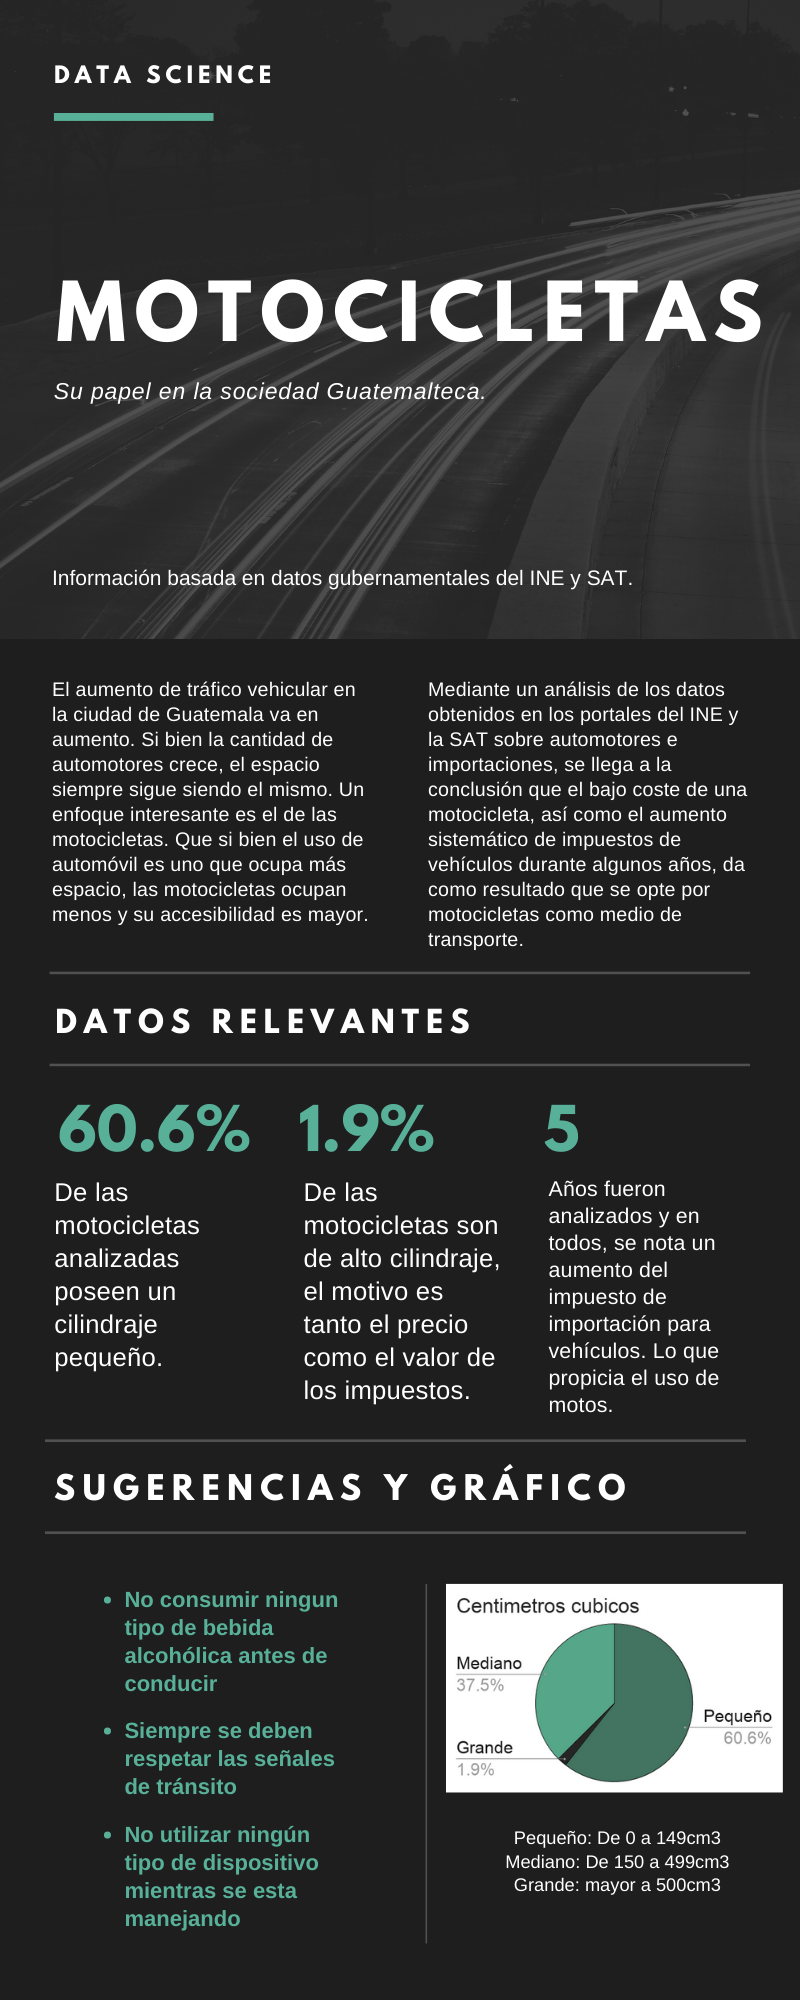 DATA SCIENCE
MOTOCICLETAS
Su papel en la sociedad Guatemalteca.
Información basada en datos gubernamentales del INE y SAT.
El aumento de tráfico vehicular en
la ciudad de Guatemala va en
aumento. Si bien la cantidad de
automotores crece, el espacio
siempre sigue siendo el mismo. Un
enfoque interesante es el de las
motocicletas. Que si bien el uso de
automóvil es uno que ocupa más
espacio, las motocicletas ocupan
menos y su accesibilidad es mayor.
Mediante un análisis de los datos
obtenidos en los portales del INE y
la SAT sobre automotores e
importaciones, se llega a la
conclusión que el bajo coste de una
motocicleta, así como el aumento
sistemático de impuestos de
vehículos durante algunos años, da
como resultado que se opte por
motocicletas como medio de
transporte.
DATOS RELEVANTES
60.6%
De las
motocicletas
analizadas
poseen un
cilindraje
pequeño.
1.9%
De las
motocicletas son
de alto cilindraje,
el motivo es
tanto el precio
como el valor de
los impuestos.
5
Años fueron
analizados y en
todos, se nota un
aumento del
impuesto de
importación para
vehículos. Lo que
propicia el uso de
motos.
SUGERENCIAS Y GRÁFICO
• No consumir ningun
tipo de bebida
alcohólica antes de
conducir
• Siempre se deben
respetar las señales
de tránsito
• No utilizar ningún
tipo de dispositivo
mientras se esta
manejando
Centimetros cubicos
Mediano
37.5%
Pequeño
60.6%
Grande
1.9%
Pequeño: De 0 a 149cm3
Mediano: De 150 a 499cm3
Grande: mayor a 500cm3